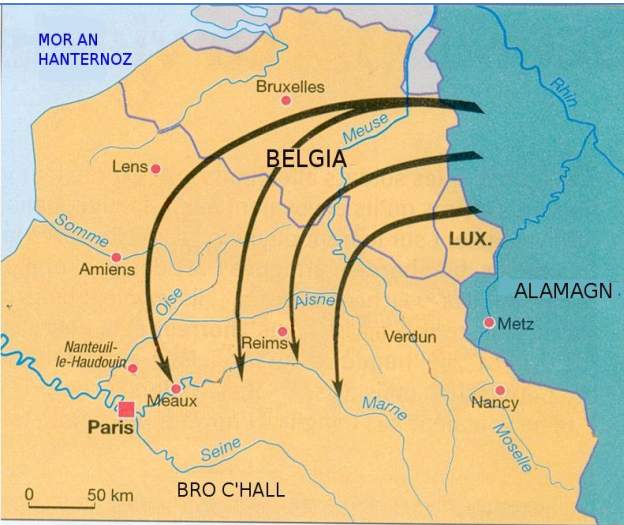 MOR AN
HANTERNOZ
Bruxelles
Rhin
Meuse
Lens
BELGIA
Somme
LUX.
Amiens
ALAMAGN
Oise
Aisne
Metz
Nanteuil-
le-Haudouin
Reims
Verdun
Meaux
Nancy
Marne
Paris
Moselle
Seine
0 50 km
BRO C'HALL